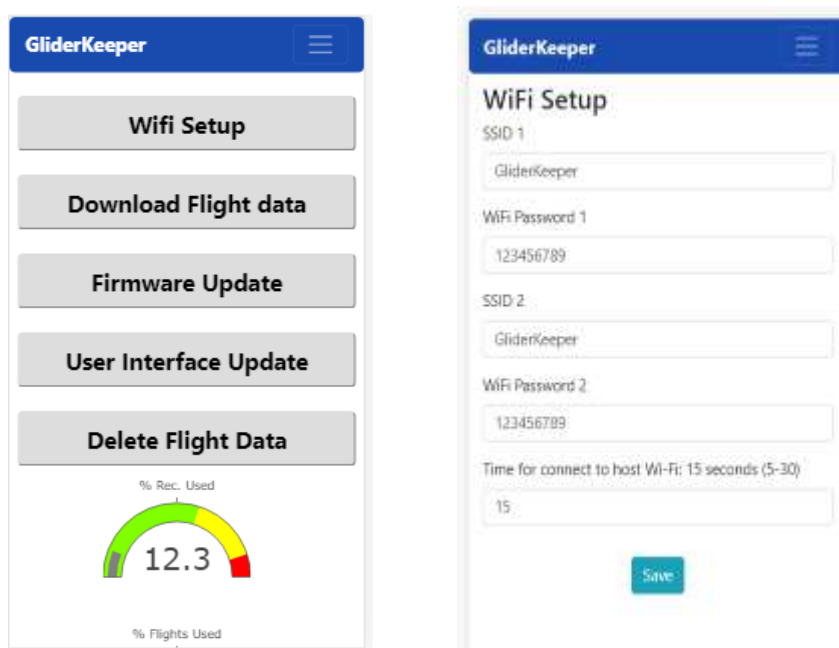 GliderKeeper
Wifi Setup
Download Flight data
Firmware Update
User Interface Update
Delete Flight Data
% Rec. Used
12.3
% Flights Used
GliderKeeper
WiFi Setup
SSID 1
GliderKeeper
WiFi Password 1
123456789
SSID 2
GliderKeeper
WiFi Password 2
123456789
Time for connect to host Wi-Fi: 15 seconds (5-30)
15
Save